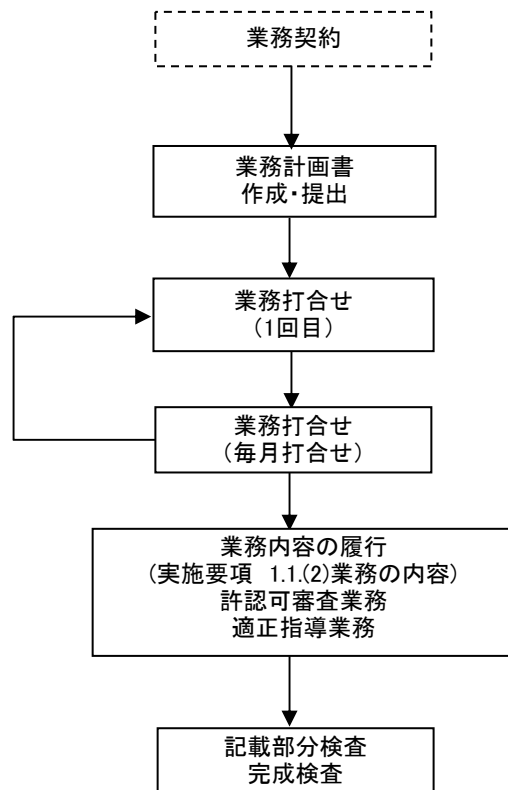 業務契約
業務計画書
作成・提出
業務打合せ
（1回目）
業務打合せ
（毎月打合せ）
業務内容の履行
（実施要項　1.1.(2)業務の内容）
許認可審査業務
適正指導業務
記載部分検査
完成検査